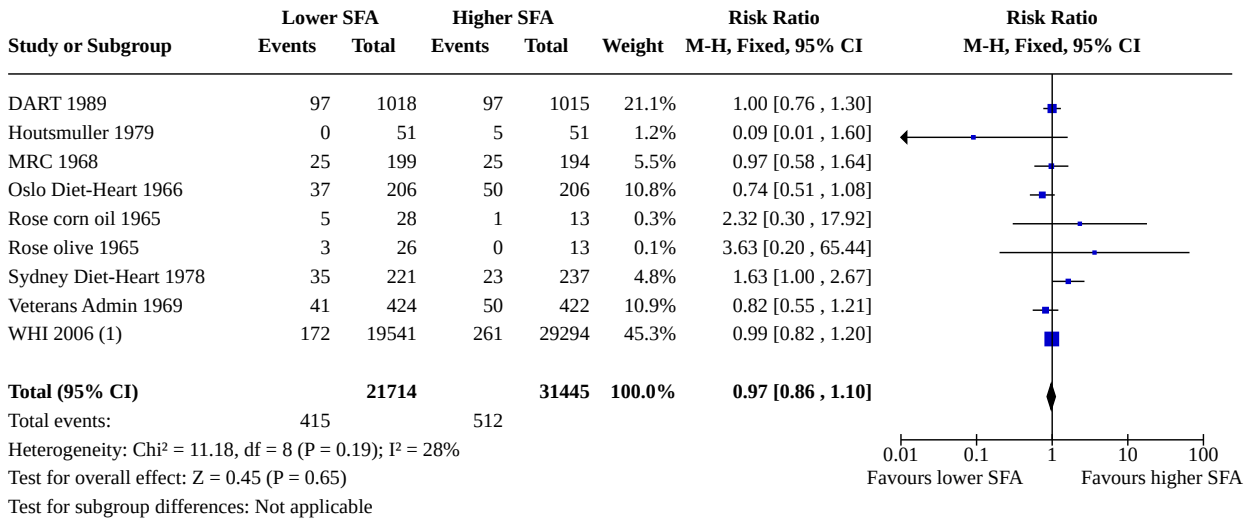 Lower SFA Higher SFA Risk Ratio Risk Ratio
Study or Subgroup Events Total Events Total Weight M-H, Fixed, 95% CI M-H, Fixed, 95% CI
DART 1989 97 1018 97 1015 21.1% 1.00 [0.76 , 1.30]
Houtsmuller 1979 0 51 5 51 1.2% 0.09 [0.01 , 1.60]
MRC 1968 25 199 25 194 5.5% 0.97 [0.58 , 1.64]
Oslo Diet-Heart 1966 37 206 50 206 10.8% 0.74 [0.51 , 1.08]
Rose corn oil 1965 5 28 1 13 0.3% 2.32 [0.30 , 17.92]
Rose olive 1965 3 26 0 13 0.1% 3.63 [0.20 , 65.44]
Sydney Diet-Heart 1978 35 221 23 237 4.8% 1.63 [1.00 , 2.67]
Veterans Admin 1969 41 424 50 422 10.9% 0.82 [0.55 , 1.21]
WHI 2006 (1) 172 19541 261 29294 45.3% 0.99 [0.82 , 1.20]
Total (95% CI) 21714 31445 100.0% 0.97 [0.86 , 1.10]
Total events: 415 512
Heterogeneity: Chi² = 11.18, df = 8 (P = 0.19); I² = 28%
Test for overall effect: Z = 0.45 (P = 0.65)
Test for subgroup differences: Not applicable
0.01 0.1 1 10 100
Favours lower SFA Favours higher SFA